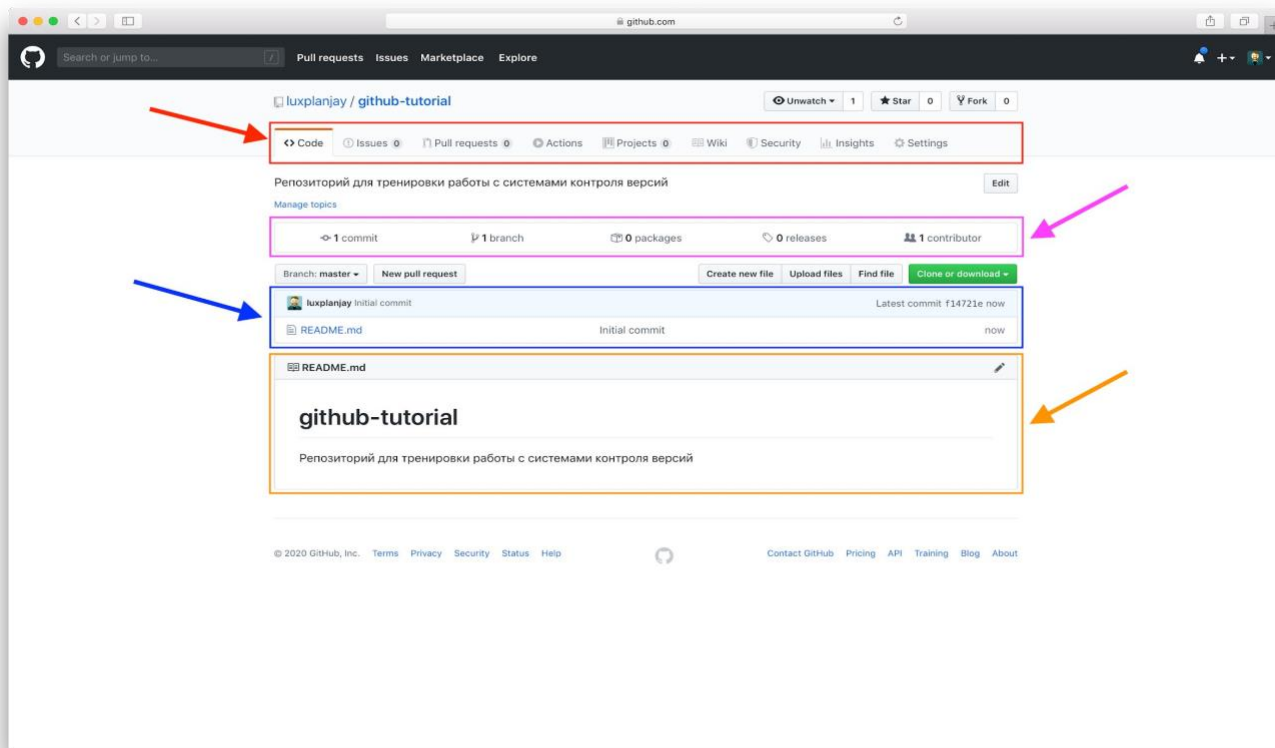 github.com
Search or jump to... / Pull requests Issues Marketplace Explore
luxplanjay / github-tutorial Unwatch 1 Star 0 Fork 0
Code Issues 0 Pull requests 0 Actions Projects 0 Wiki Security Insights Settings
Репозиторий для тренировки работы с системами контроля версий Edit
Manage topics
1 commit 1 branch 0 packages 0 releases 1 contributor
Branch: master New pull request Create new file Upload files Find file Clone or download
luxplanjay Initial commit Latest commit f14721e now
README.md Initial commit now
README.md
github-tutorial
Репозиторий для тренировки работы с системами контроля версий
© 2020 GitHub, Inc. Terms Privacy Security Status Help Contact GitHub Pricing API Training Blog About